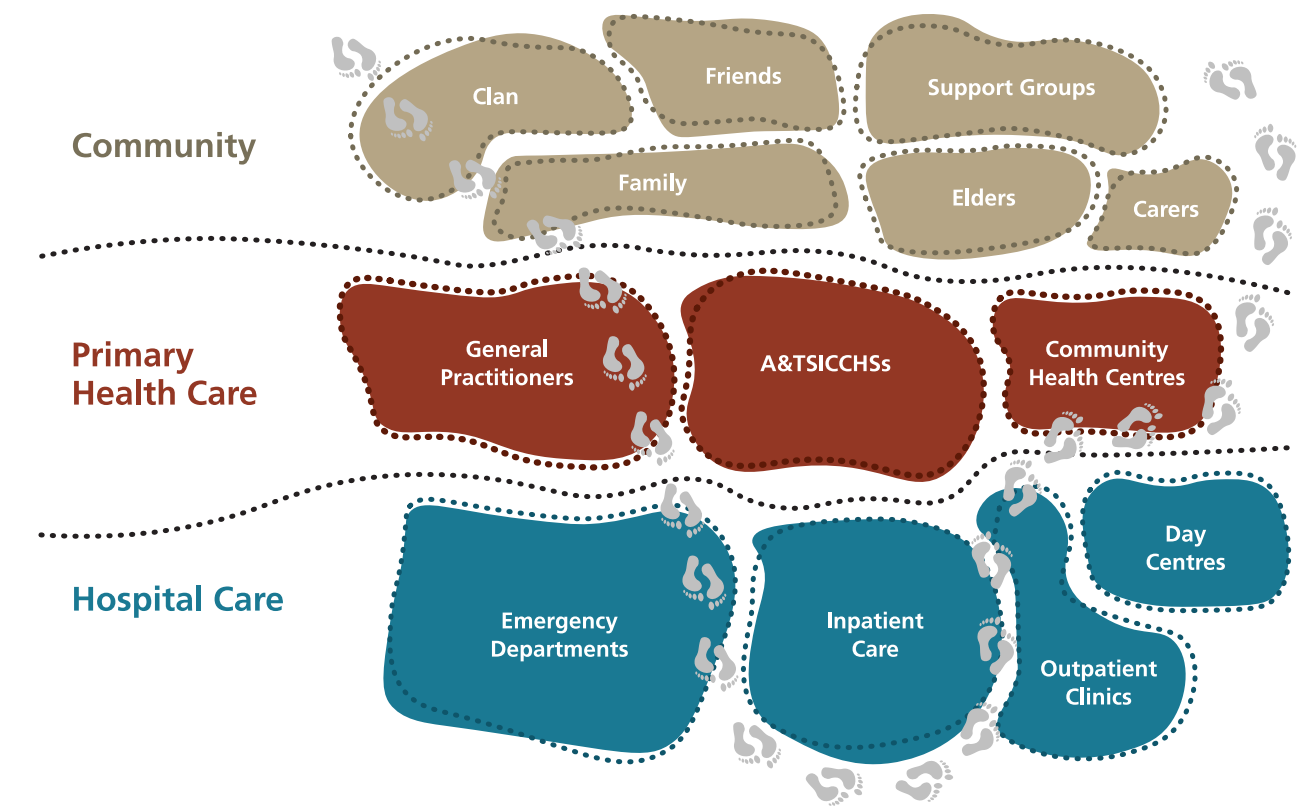 Community
Clan
Friends
Support Groups
Family
Elders
Carers
Primary
Health Care
General
Practitioners
A&TSICCHSs
Community
Health Centres
Hospital Care
Emergency
Departments
Inpatient
Care
Outpatient
Clinics
Day
Centres